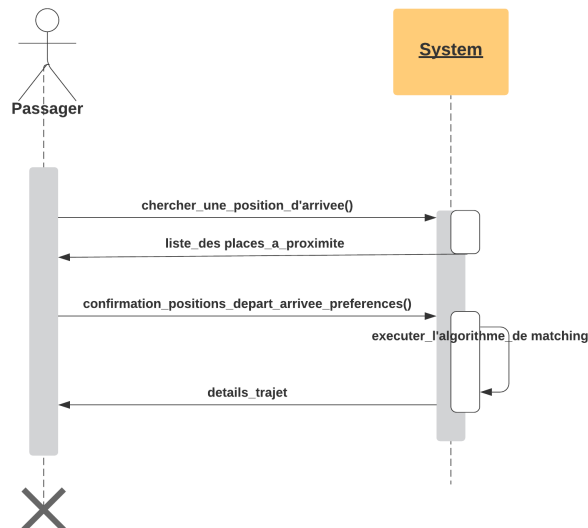 System
Passager
chercher_une_position_d'arrivee()
liste_des places_a_proximite
confirmation_positions_depart_arrivee_preferences()
executer_l'algorithme_de matching
details_trajet